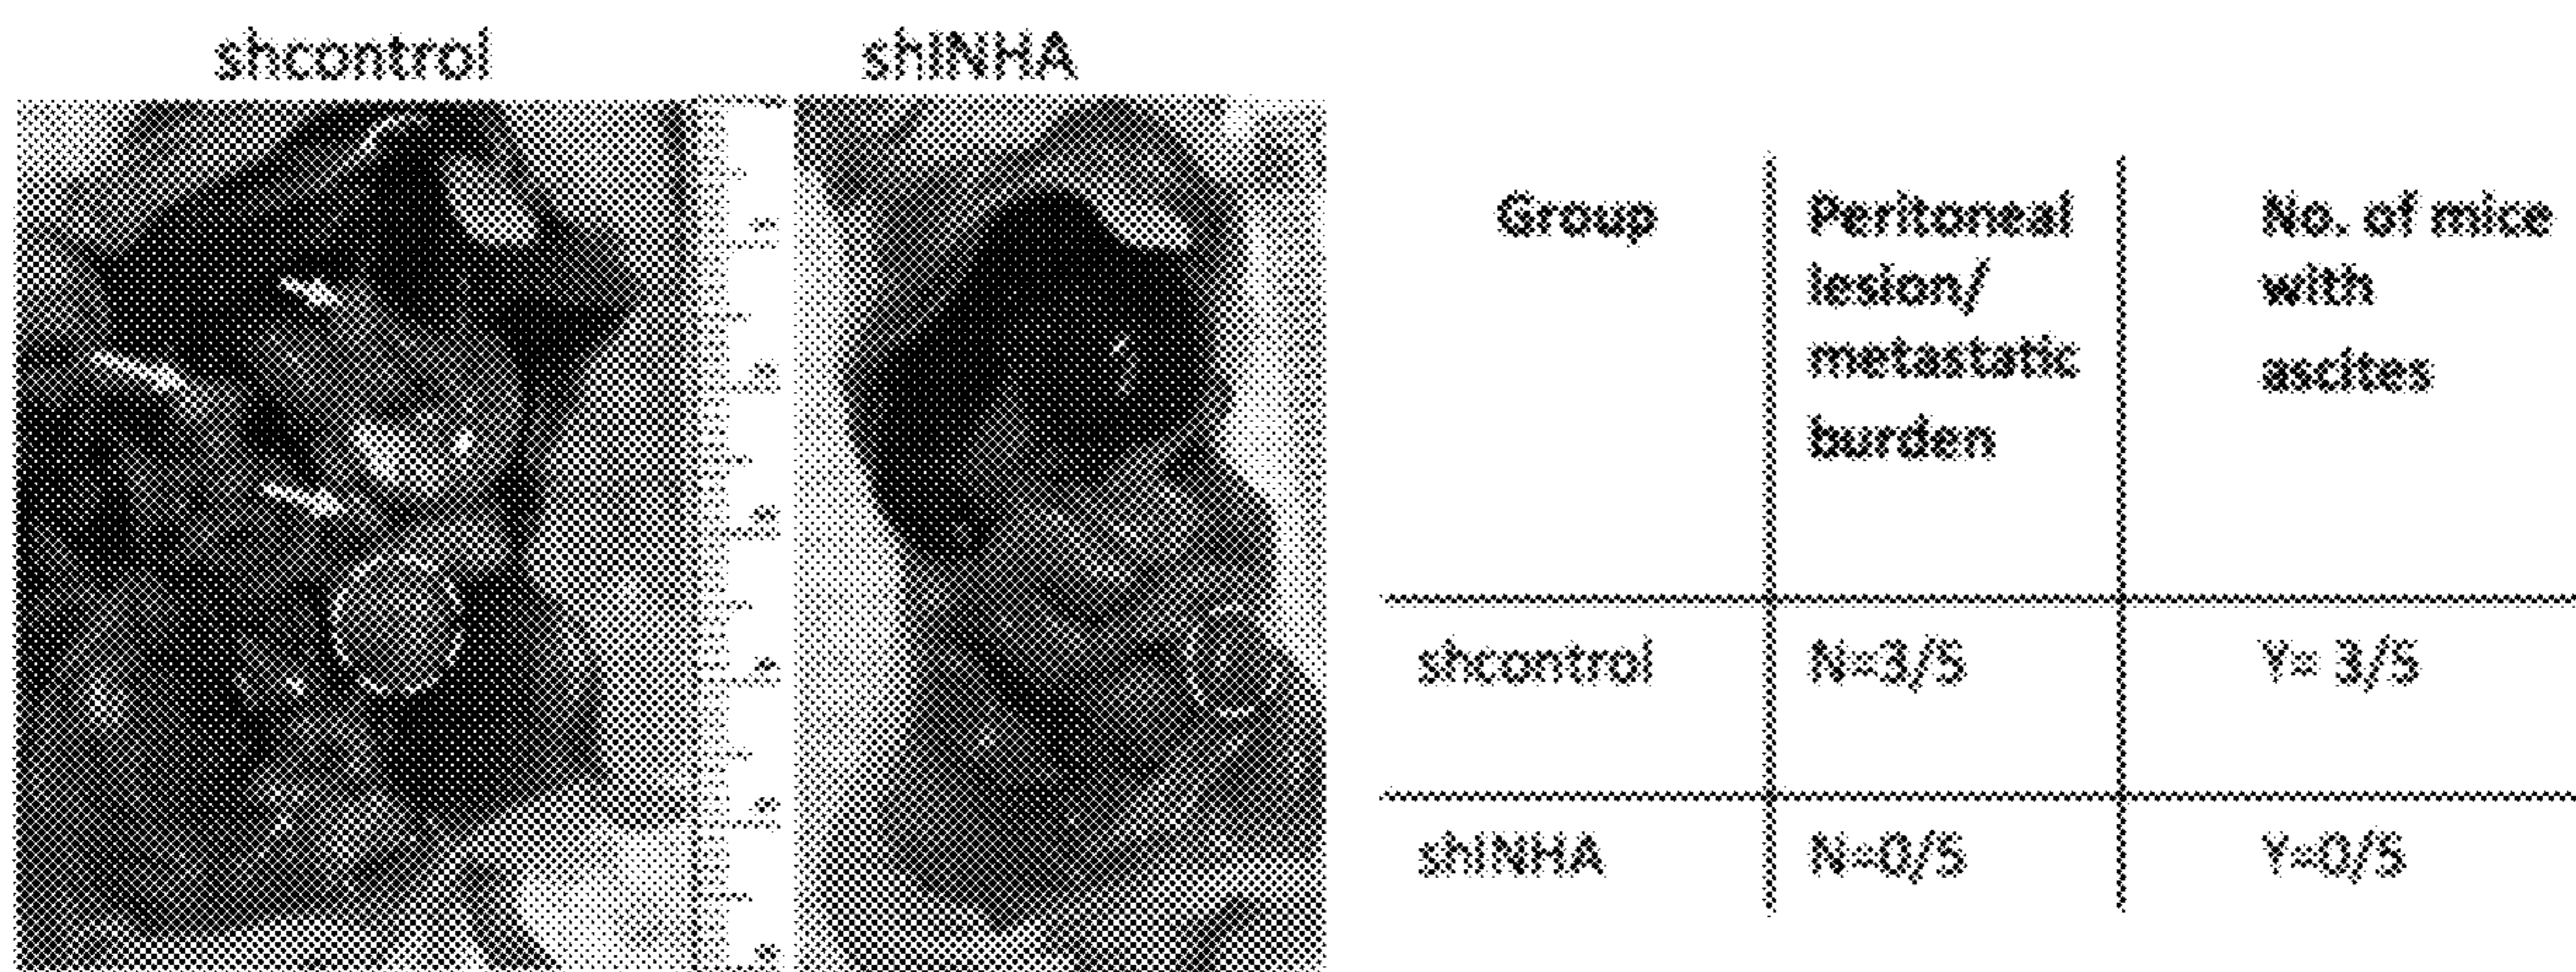 shcontrol
shINHA
Group
Peritoneal
lesion/
metastatic
burden
No. of mice
with
ascites
shcontrol
N=3/5
Y= 3/5
shINHA
N=0/5
Y=0/5